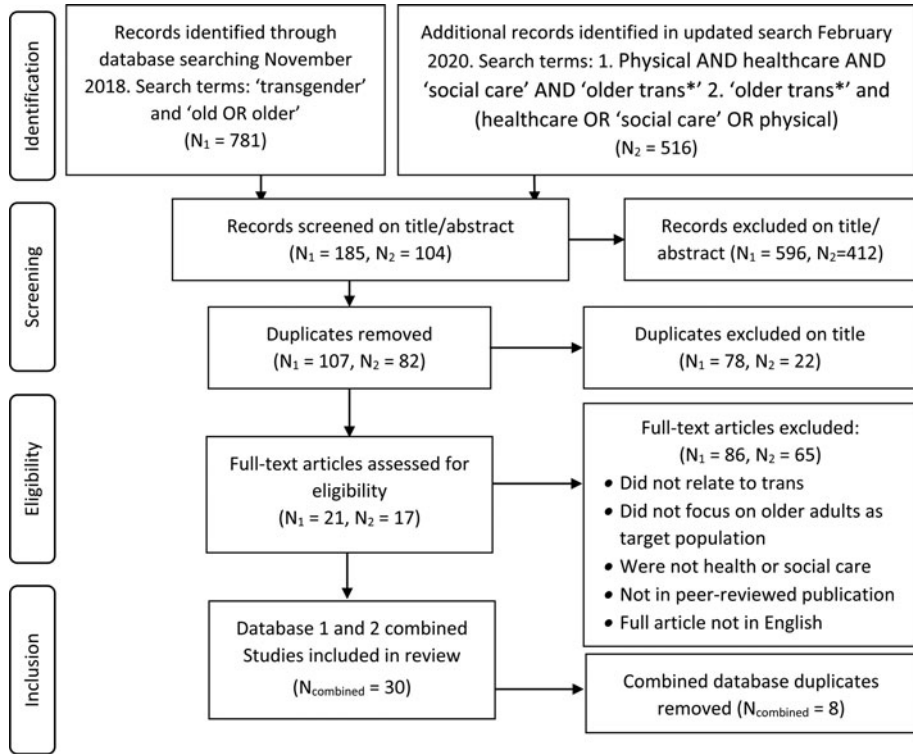 Identification
Records identified through
database searching November
2018. Search terms: ‘transgender’
and ‘old OR older’
(N₁ = 781)
Additional records identified in updated search February
2020. Search terms: 1. Physical AND healthcare AND
‘social care’ AND ‘older trans*’ 2. ‘older trans*’ and
(healthcare OR ‘social care’ OR physical)
(N₂ = 516)
Screening
Records screened on title/abstract
(N₁ = 185, N₂ = 104)
Records excluded on title/
abstract (N₁ = 596, N₂=412)
Duplicates removed
(N₁ = 107, N₂ = 82)
Duplicates excluded on title
(N₁ = 78, N₂ = 22)
Eligibility
Full-text articles assessed for
eligibility
(N₁ = 21, N₂ = 17)
Full-text articles excluded:
(N₁ = 86, N₂ = 65)
• Did not relate to trans
• Did not focus on older adults as
target population
• Were not health or social care
• Not in peer-reviewed publication
• Full article not in English
Inclusion
Database 1 and 2 combined
Studies included in review
(Ncombined = 30)
Combined database duplicates
removed (Ncombined = 8)